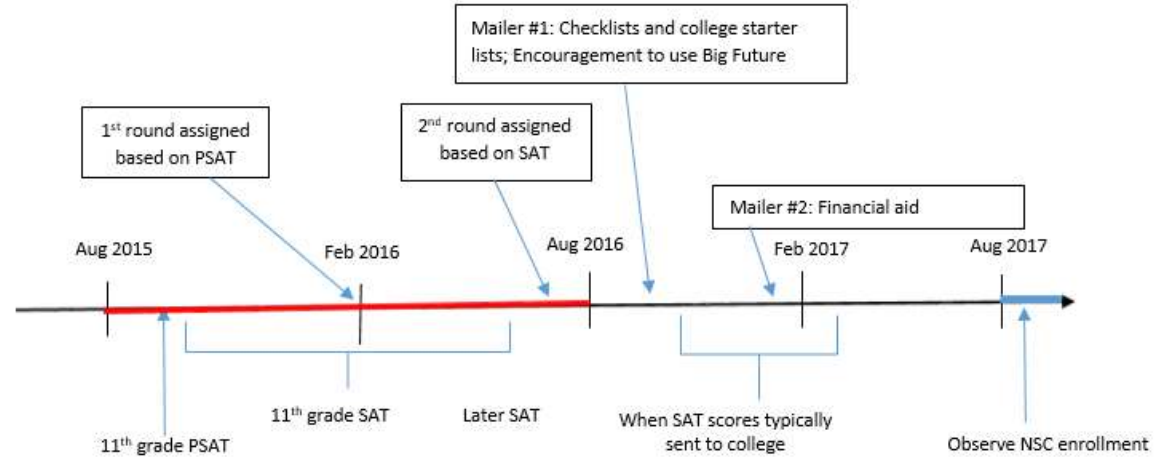 Mailer #1: Checklists and college starter
lists; Encouragement to use Big Future
1st round assigned
based on PSAT
2nd round assigned
based on SAT
Mailer #2: Financial aid
Aug 2015
Feb 2016
Aug 2016
Feb 2017
Aug 2017
11th grade SAT
Later SAT
When SAT scores typically
sent to college
11th grade PSAT
Observe NSC enrollment